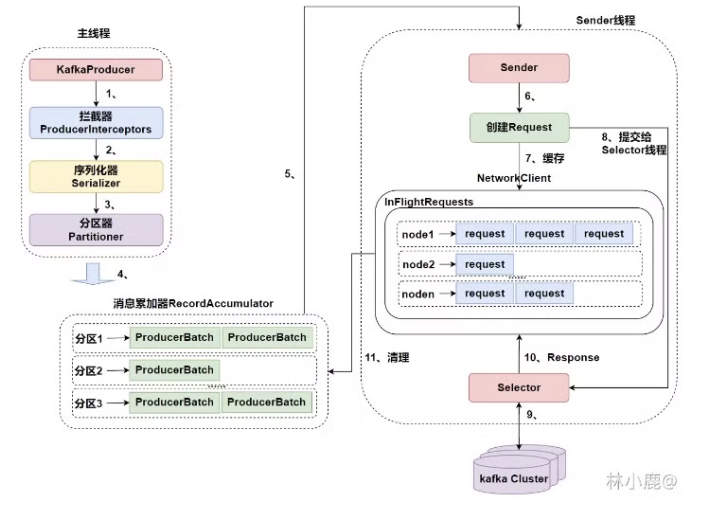 主线程
KafkaProducer
1、
拦截器
ProducerInterceptors
2、
序列化器
Serializer
3、
分区器
Partitioner
4、
消息累加器RecordAccumulator
分区1
ProducerBatch
ProducerBatch
分区2
ProducerBatch
......
分区3
ProducerBatch
ProducerBatch
5、
Sender线程
Sender
6、
创建Request
8、提交给
Selector线程
7、缓存
NetworkClient
InFlightRequests
node1
request
request
request
node2
request
......
noden
request
request
11、清理
10、Response
Selector
9、
kafka Cluster
林小鹿@